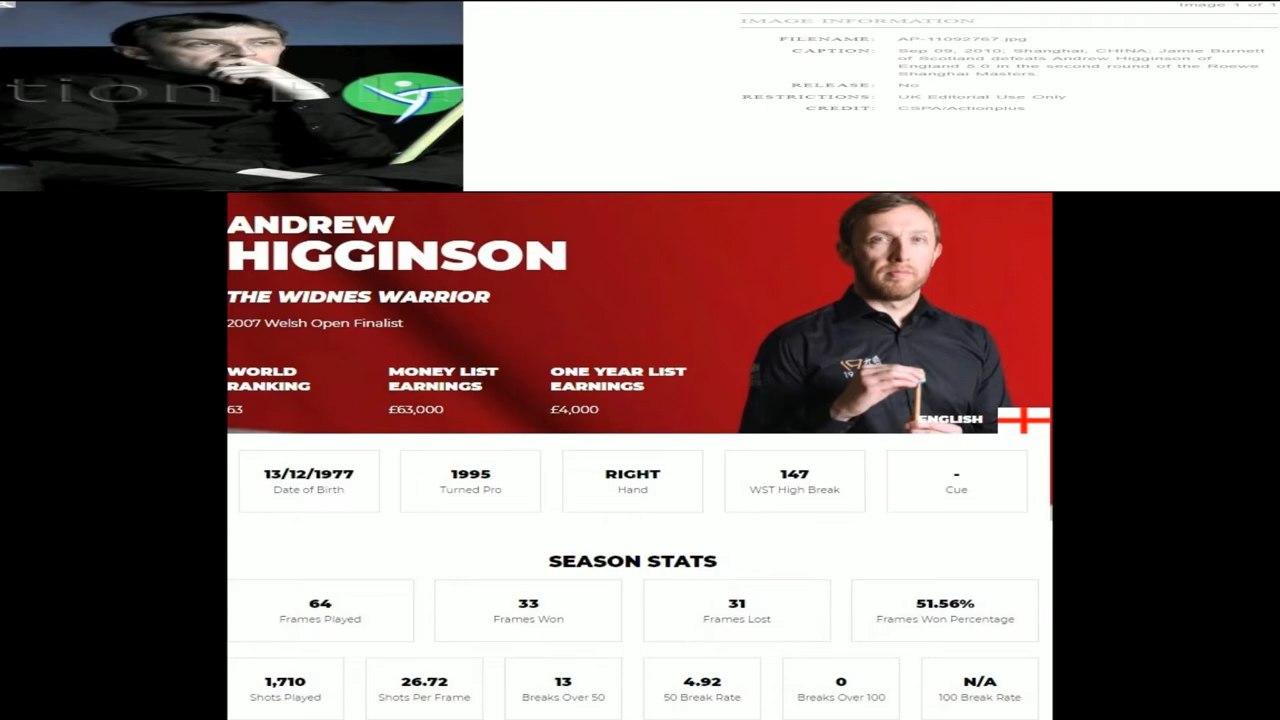 Image 1 of 1
IMAGE INFORMATION
FILENAME: AP-11092767.jpg
CAPTION: Sep 09, 2010; Shanghai, CHINA; Jamie Burnett
of Scotland defeats Andrew Higginson of
England 5.0 in the second round of the Roewe
Shanghai Masters.
RELEASE: No
RESTRICTIONS: UK Editorial Use Only
CREDIT: CSPA/Actionplus
tion
ANDREW
HIGGINSON
THE WIDNES WARRIOR
2007 Welsh Open Finalist
WORLD MONEY LIST ONE YEAR LIST
RANKING EARNINGS EARNINGS
63 £63,000 £4,000
19
ENGLISH
13/12/1977 1995 RIGHT 147 -
Date of Birth Turned Pro Hand WST High Break Cue
SEASON STATS
64 33 31 51.56%
Frames Played Frames Won Frames Lost Frames Won Percentage
1,710 26.72 13 4.92 0 N/A
Shots Played Shots Per Frame Breaks Over 50 50 Break Rate Breaks Over 100 100 Break Rate